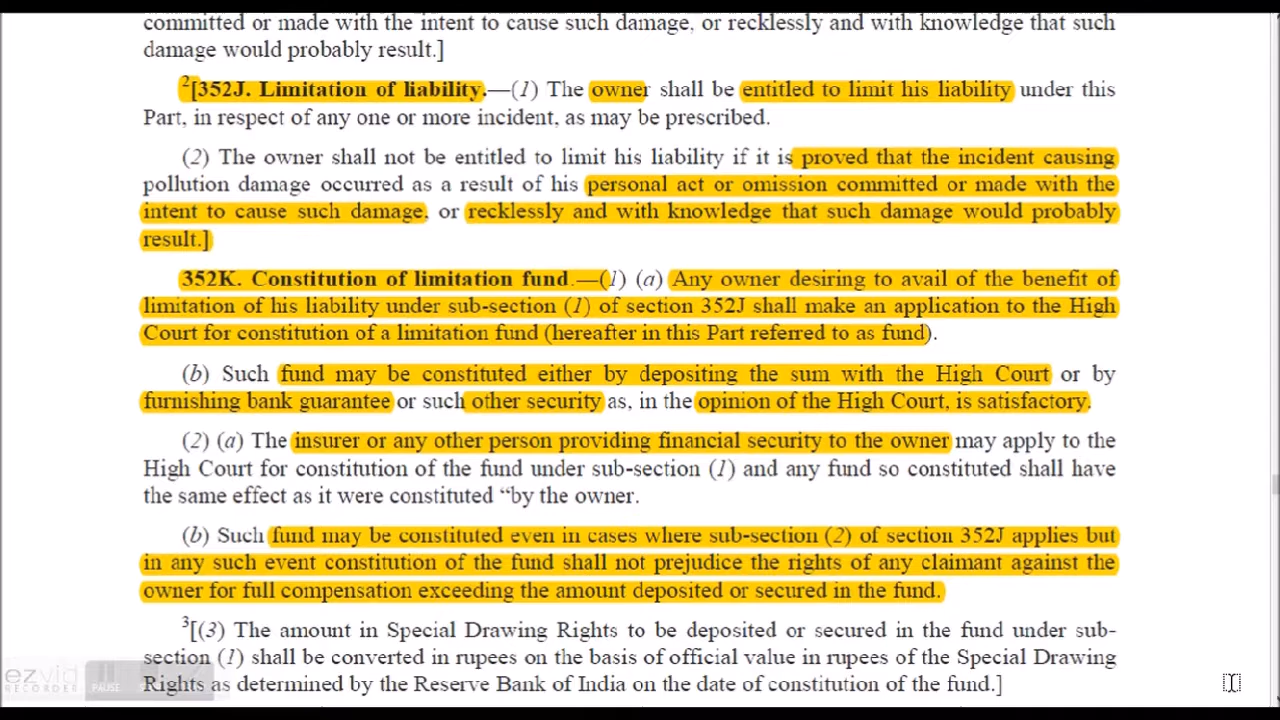 committed or made with the intent to cause such damage, or recklessly and with knowledge that such
damage would probably result.]
2[352J. Limitation of liability.—(1) The owner shall be entitled to limit his liability under this
Part, in respect of any one or more incident, as may be prescribed.
(2) The owner shall not be entitled to limit his liability if it is proved that the incident causing
pollution damage occurred as a result of his personal act or omission committed or made with the
intent to cause such damage, or recklessly and with knowledge that such damage would probably
result.]
352K. Constitution of limitation fund.—(1) (a) Any owner desiring to avail of the benefit of
limitation of his liability under sub-section (1) of section 352J shall make an application to the High
Court for constitution of a limitation fund (hereafter in this Part referred to as fund).
(b) Such fund may be constituted either by depositing the sum with the High Court or by
furnishing bank guarantee or such other security as, in the opinion of the High Court, is satisfactory.
(2) (a) The insurer or any other person providing financial security to the owner may apply to the
High Court for constitution of the fund under sub-section (1) and any fund so constituted shall have
the same effect as it were constituted “by the owner.
(b) Such fund may be constituted even in cases where sub-section (2) of section 352J applies but
in any such event constitution of the fund shall not prejudice the rights of any claimant against the
owner for full compensation exceeding the amount deposited or secured in the fund.
3[(3) The amount in Special Drawing Rights to be deposited or secured in the fund under sub-
section (1) shall be converted in rupees on the basis of official value in rupees of the Special Drawing
Rights as determined by the Reserve Bank of India on the date of constitution of the fund.]
ezvid
RECORDER
PAUSE